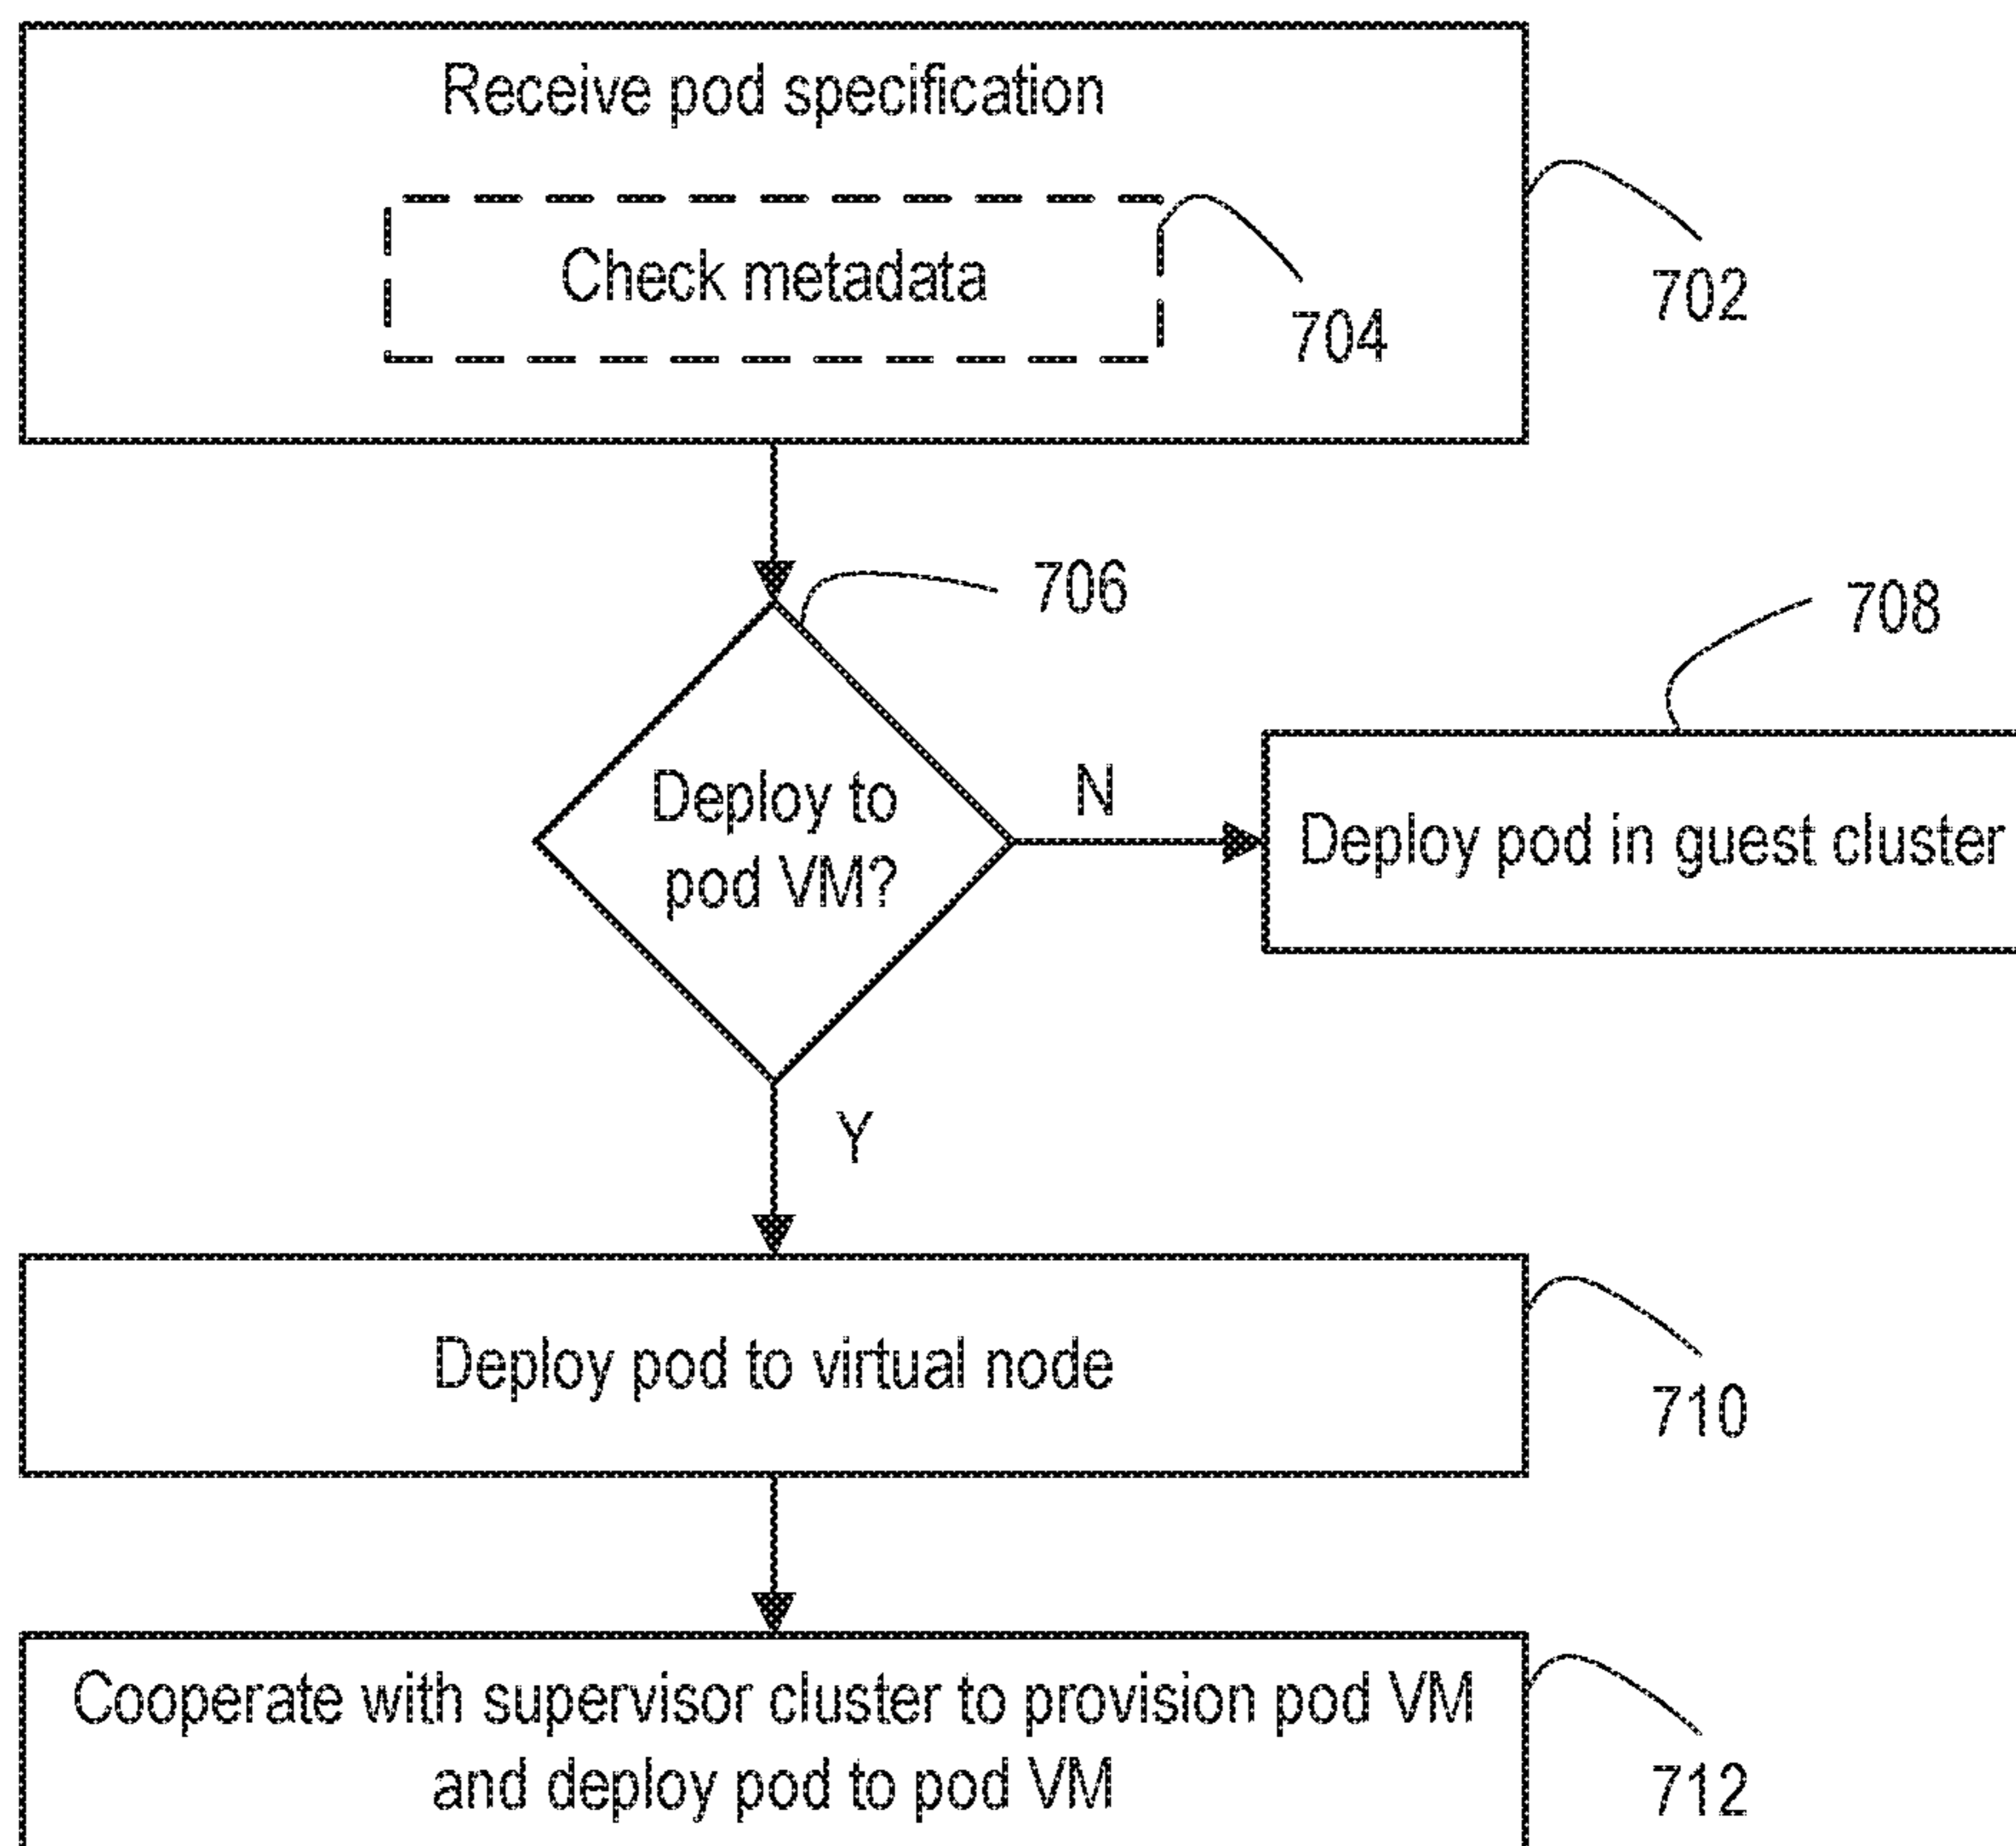 Receive pod specification
Check metadata
704
702
706
708
Deploy to
pod VM?
N
Deploy pod in guest cluster
Y
Deploy pod to virtual node
710
Cooperate with supervisor cluster to provision pod VM
and deploy pod to pod VM
712